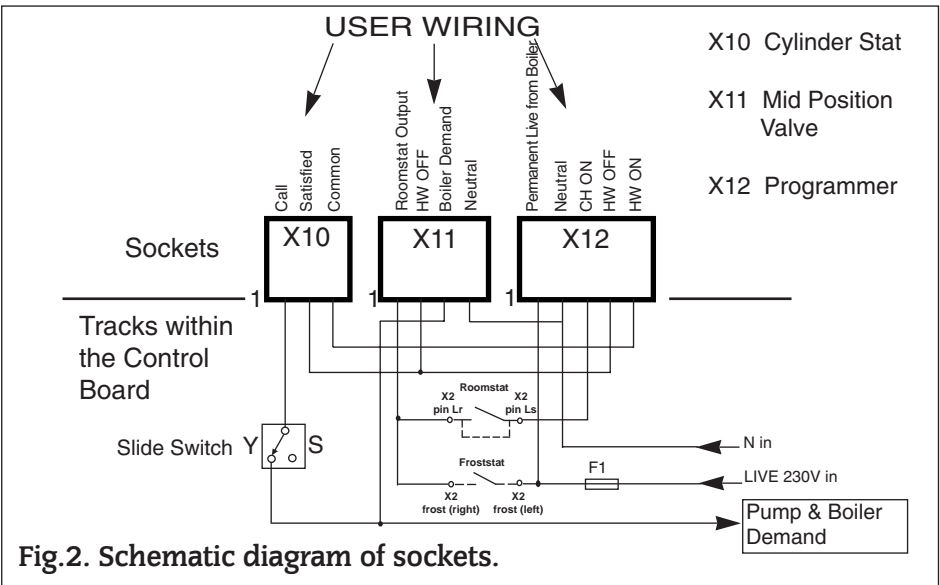 USER WIRING
X10 Cylinder Stat
X11 Mid Position
Valve
X12 Programmer
Call
Satisfied
Common
Roomstat Output
HW OFF
Boiler Demand
Neutral
Permanent Live from Boiler
Neutral
CH ON
HW OFF
HW ON
Sockets
X10
X11
X12
1
1
1
Tracks within
the Control
Board
Roomstat
X2
pin Lr
X2
pin Ls
Slide Switch
Y
S
N in
Froststat
F1
LIVE 230V in
X2
frost (right)
X2
frost (left)
Pump & Boiler
Demand
Fig.2. Schematic diagram of sockets.